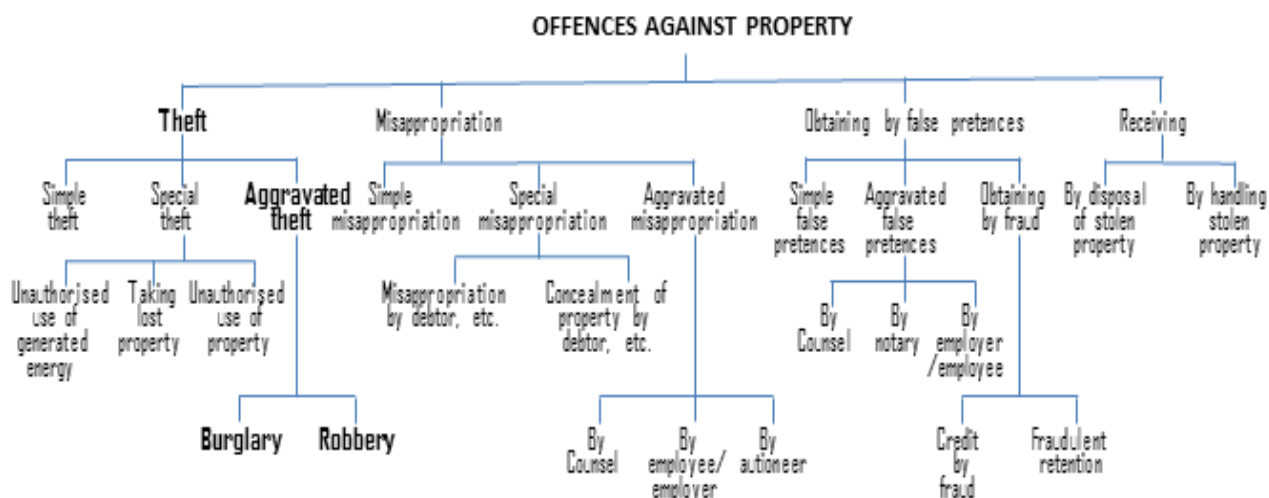 OFFENCES AGAINST PROPERTY
Theft
Misappropriation
Obtaining by false pretences
Receiving
Simple
theft
Special
theft
Aggravated
theft
Simple
misappropriation
Special
misappropriation
Aggravated
misappropriation
Simple
false
pretences
Aggravated
false
pretences
Obtaining
by fraud
By disposal
of stolen
property
By handling
stolen
property
Unauthorised
use of
generated
energy
Taking
lost
property
Unauthorised
use of property
Misappropriation
by debtor, etc.
Concealment of
property by
debtor, etc.
By
Counsel
By
notary
By
employer
/employee
Burglary
Robbery
By
Counsel
By
employee/
employer
By
autioneer
Credit
by
fraud
Fraudulent
retention